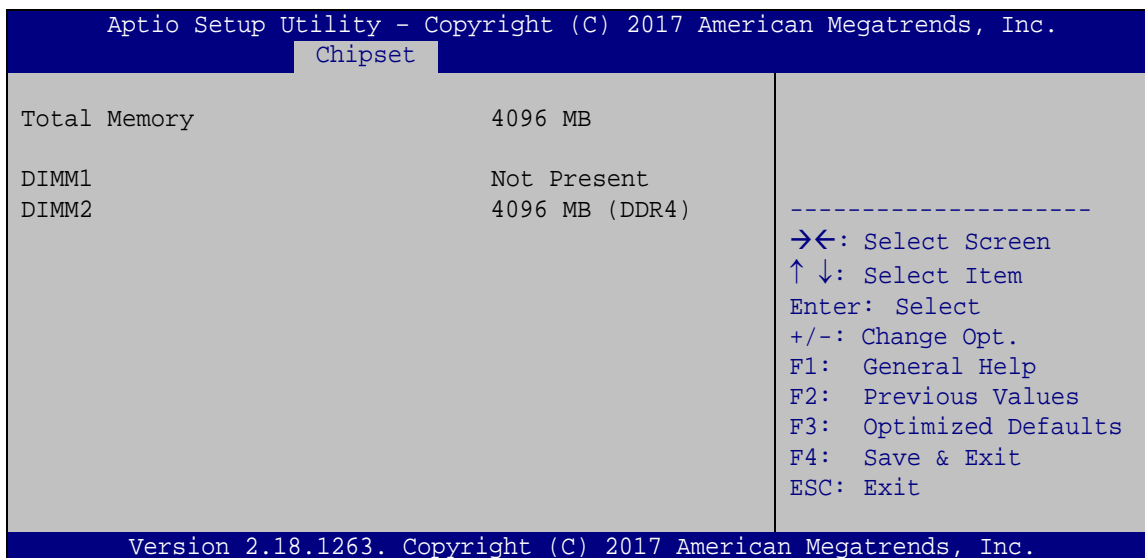 Aptio Setup Utility – Copyright (C) 2017 American Megatrends, Inc.
Chipset
Total Memory 4096 MB
DIMM1 Not Present
DIMM2 4096 MB (DDR4)
---------------------
→←: Select Screen
↑ ↓: Select Item
Enter: Select
+/-: Change Opt.
F1: General Help
F2: Previous Values
F3: Optimized Defaults
F4: Save & Exit
ESC: Exit
Version 2.18.1263. Copyright (C) 2017 American Megatrends, Inc.